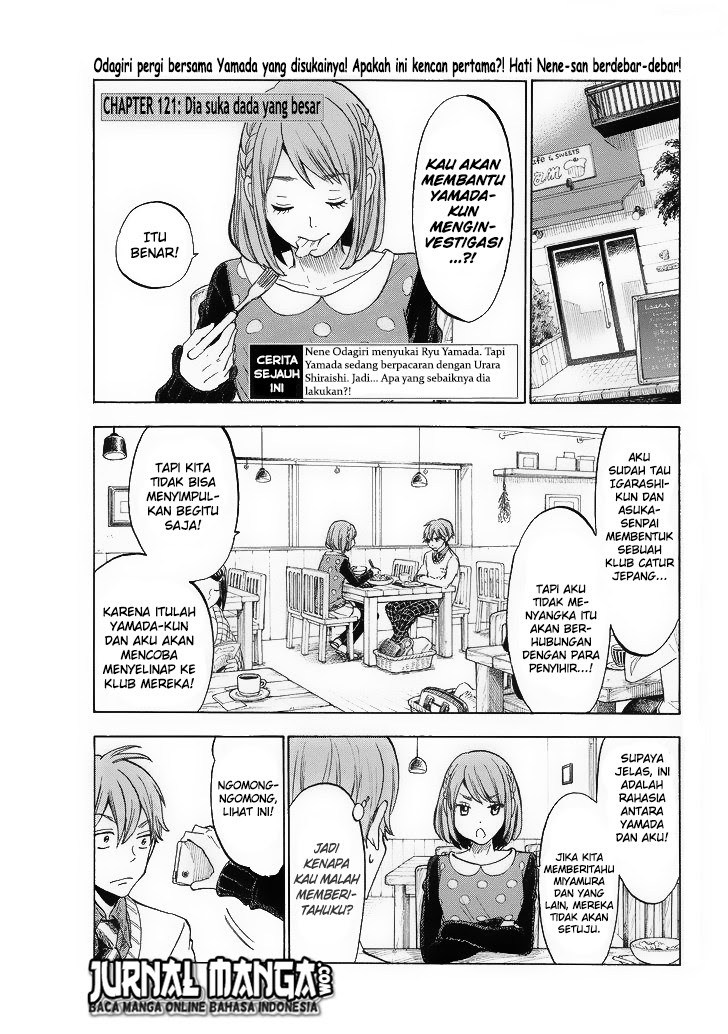 Odagiri pergi bersama Yamada yang disukainya! Apakah ini kencan pertama?! Hati Nene-san berdebar-debar!
CHAPTER 121: Dia suka dada yang besar
& SWEETS
KAU AKAN
MEMBANTU
YAMADA-
KUN
MENGIN-
VESTIGASI
...?!
ITU
BENAR!
CERITA
SEJAUH
INI
Nene Odagiri menyukai Ryu Yamada. Tapi
Yamada sedang berpacaran dengan Urara
Shiraishi. Jadi... Apa yang sebaiknya dia
lakukan?!
AKU
SUDAH TAU
IGARASHI-
KUN DAN
ASUKA-
SENPAI
MEMBENTUK
SEBUAH
KLUB CATUR
JEPANG...
TAPI AKU
TIDAK ME-
NYANGKA ITU
AKAN BER-
HUBUNGAN
DENGAN PARA
PENYIHIR...!
TAPI KITA
TIDAK BISA
MENYIMPUL-
KAN BEGITU
SAJA!
KARENA ITULAH
YAMADA-KUN
DAN AKU AKAN
MENCOBA
MENYELINAP KE
KLUB MEREKA!
SUPAYA
JELAS, INI
ADALAH
RAHASIA
ANTARA
YAMADA
DAN AKU!
JIKA KITA
MEMBERITAHU
MIYAMURA
DAN YANG
LAIN, MEREKA
TIDAK AKAN
SETUJU.
JADI
KENAPA
KAU MALAH
MEMBERI-
TAHUKU?
NGOMONG-
NGOMONG,
LIHAT INI!
JURNAL MANGA.COM
BACA MANGA ONLINE BAHASA INDONESIA